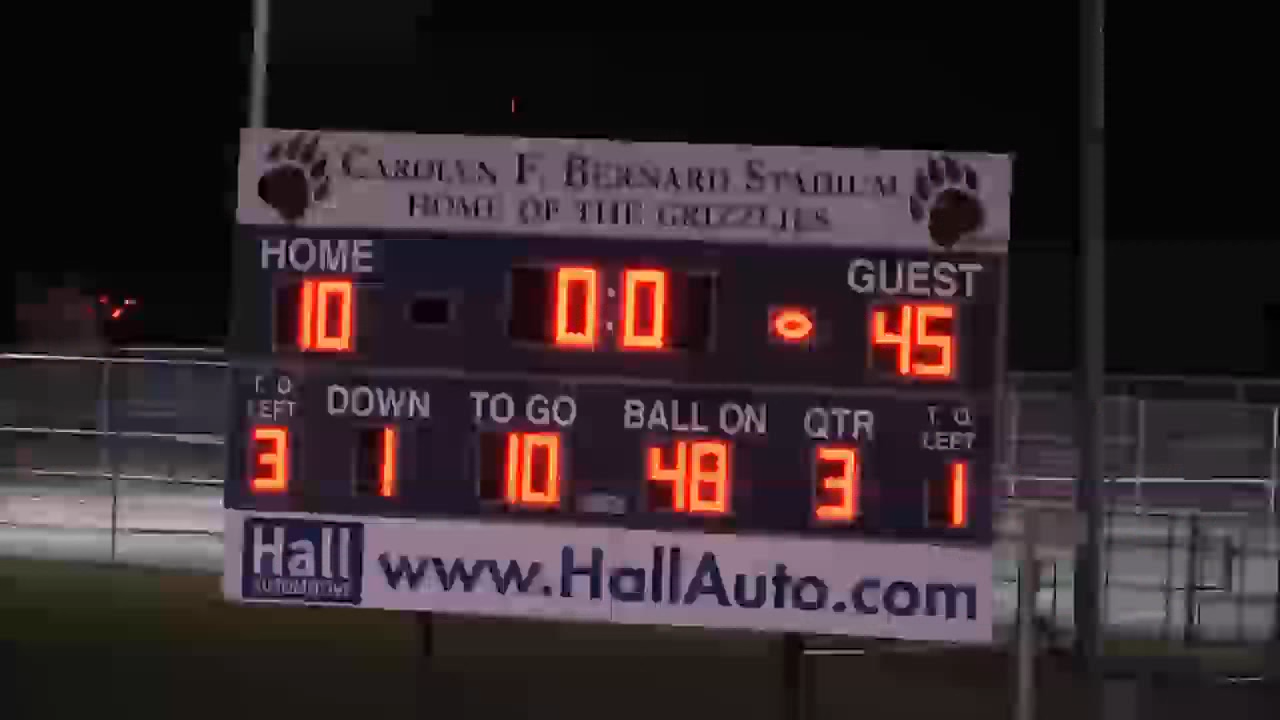 CAROLYN F. BERNARD STADIUM
HOME OF THE GRIZZLIES
HOME 0:0 GUEST
10 45
T. O. LEFT DOWN TO GO BALL ON QTR T. O. LEFT
3 1 10 48 3 1
Hall AUTOMOTIVE www.HallAuto.com